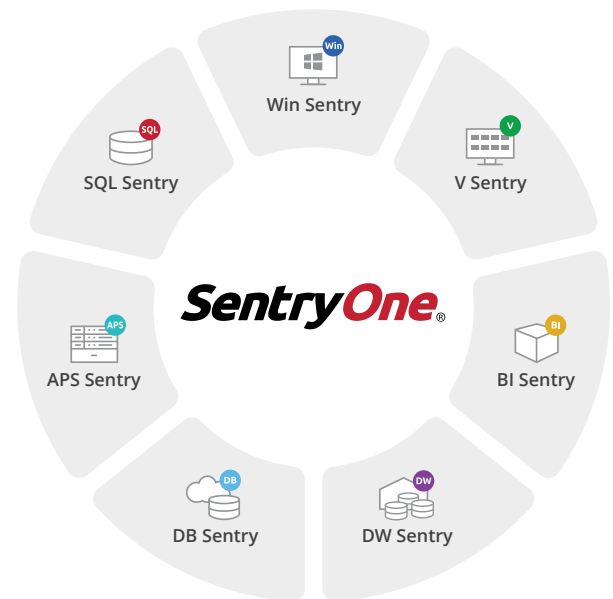 Win
Win Sentry
SQL
SQL Sentry
V
V Sentry
SentryOne®
APS
APS Sentry
BI
BI Sentry
DB
DB Sentry
DW
DW Sentry